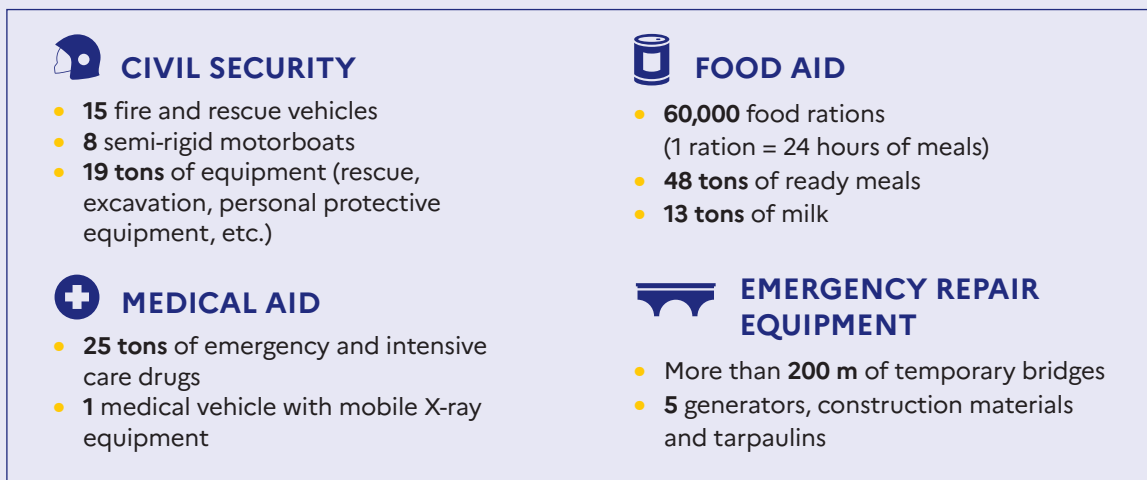 CIVIL SECURITY
• 15 fire and rescue vehicles
• 8 semi-rigid motorboats
• 19 tons of equipment (rescue,
excavation, personal protective
equipment, etc.)
MEDICAL AID
• 25 tons of emergency and intensive
care drugs
• 1 medical vehicle with mobile X-ray
equipment
FOOD AID
• 60,000 food rations
(1 ration = 24 hours of meals)
• 48 tons of ready meals
• 13 tons of milk
EMERGENCY REPAIR
EQUIPMENT
• More than 200 m of temporary bridges
• 5 generators, construction materials
and tarpaulins